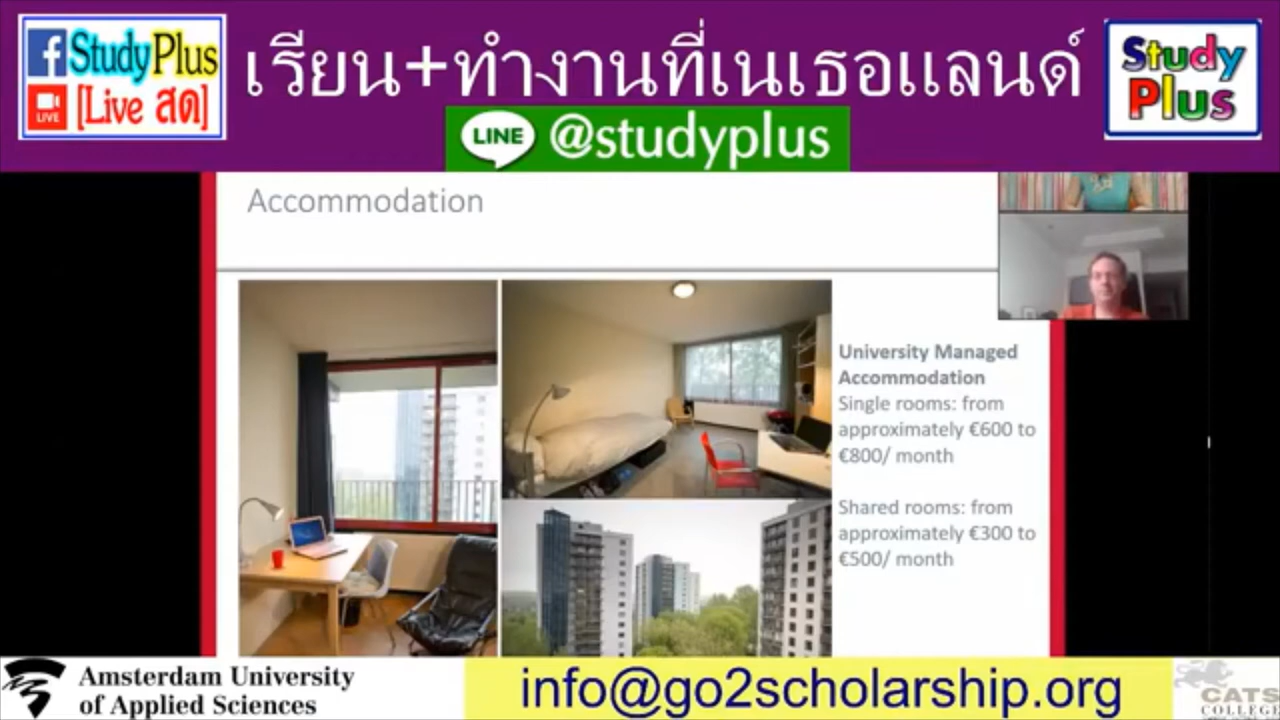 StudyPlus
LIVE
[Live สด]
เรียน+ทำงานที่เนเธอแลนด์
LINE @studyplus
Study
Plus
Accommodation
University Managed
Accommodation
Single rooms: from
approximately €600 to
€800/ month
Shared rooms: from
approximately €300 to
€500/ month
Amsterdam University
of Applied Sciences
info@go2scholarship.org
CATS
COLLEGE